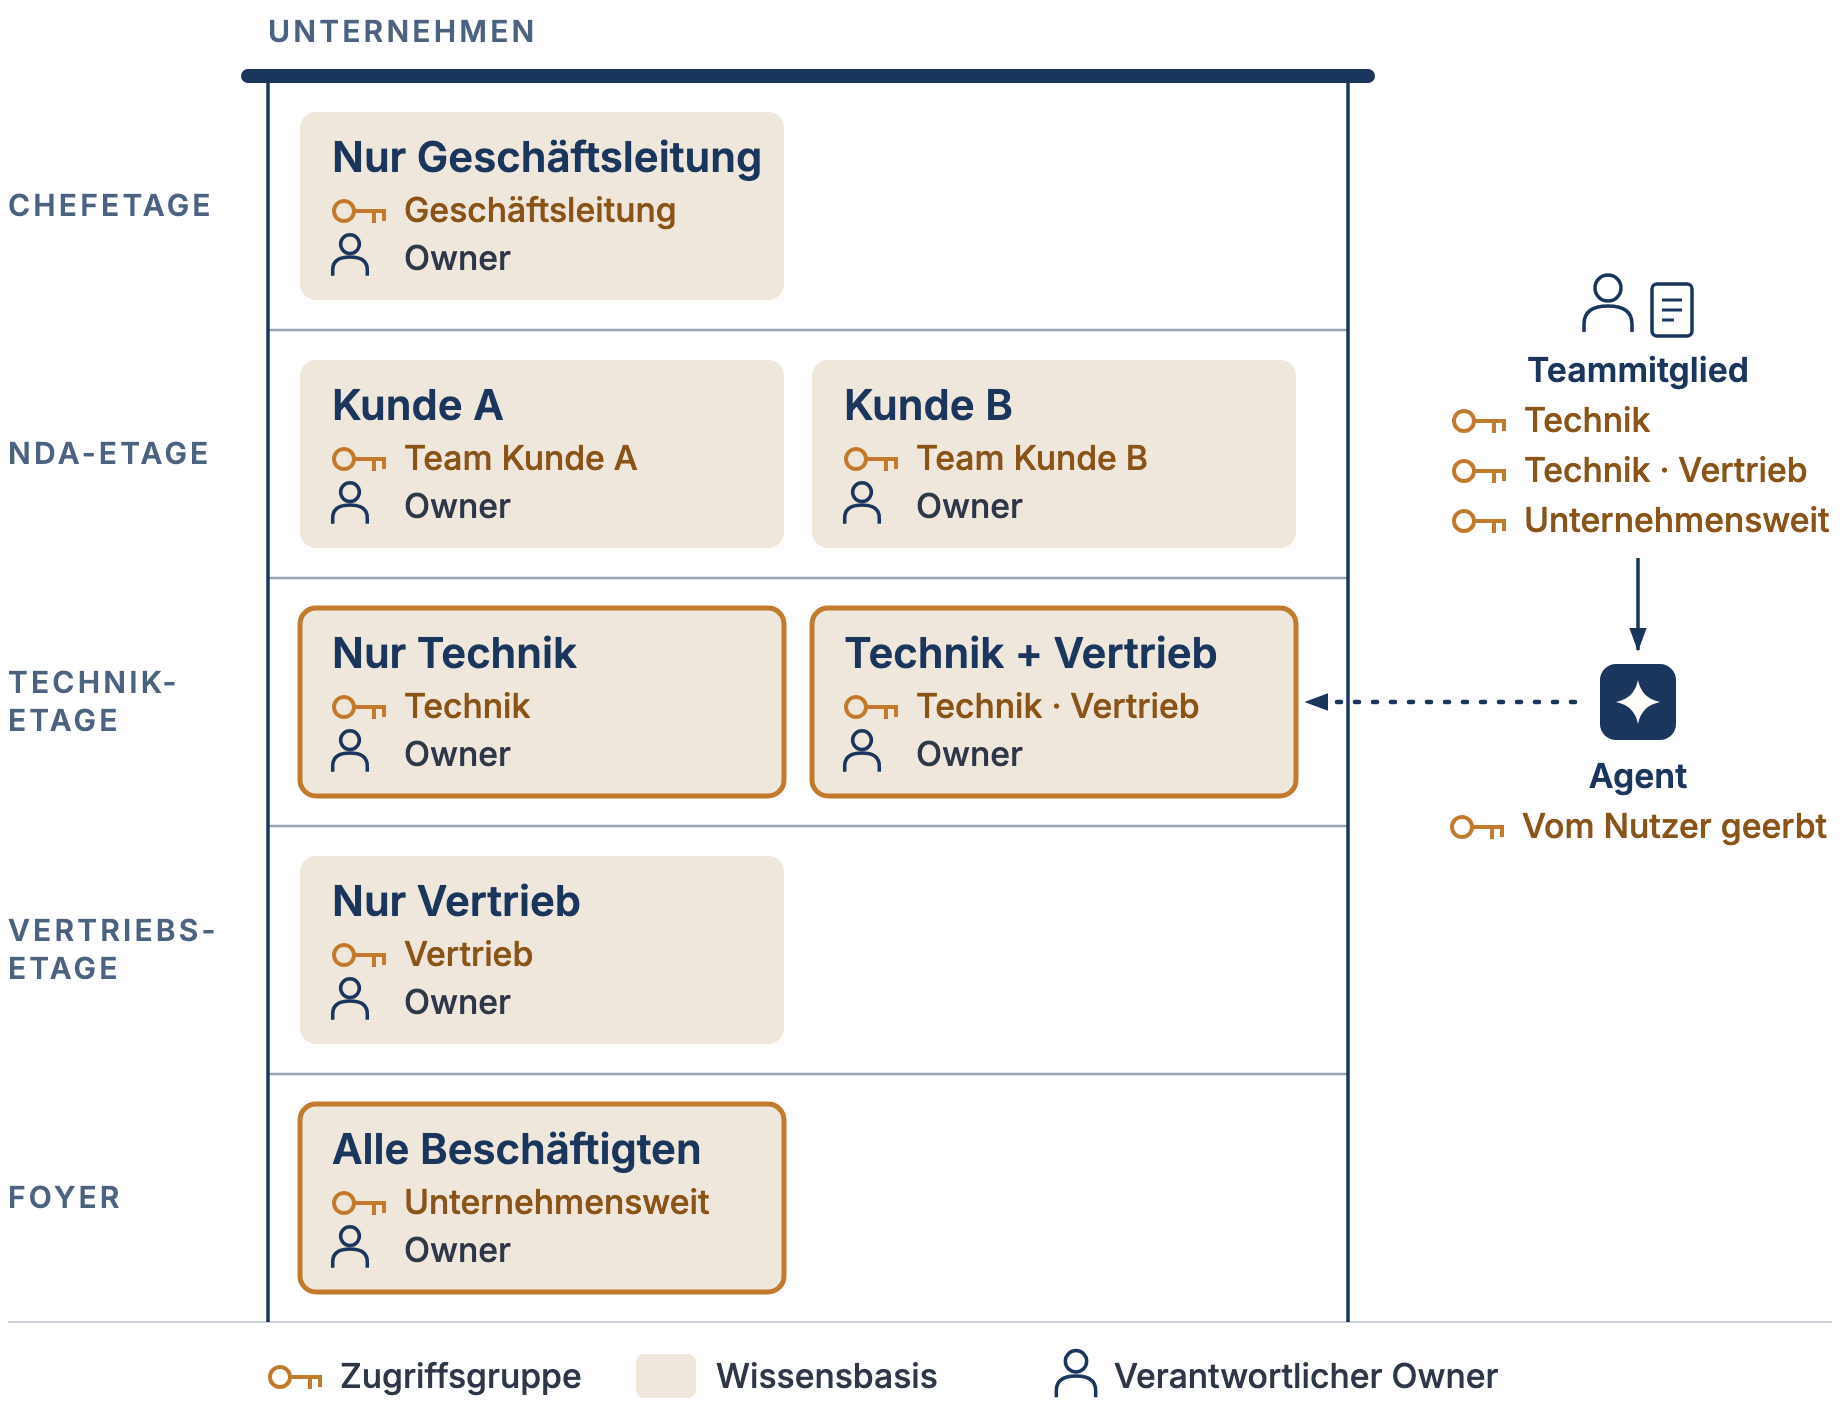 UNTERNEHMEN
CHEFETAGE
Nur Geschäftsleitung
Geschäftsleitung
Owner
NDA-ETAGE
Kunde A
Team Kunde A
Owner
Kunde B
Team Kunde B
Owner
TECHNIK-
ETAGE
Nur Technik
Technik
Owner
Technik + Vertrieb
Technik · Vertrieb
Owner
VERTRIEBS-
ETAGE
Nur Vertrieb
Vertrieb
Owner
FOYER
Alle Beschäftigten
Unternehmensweit
Owner
Teammitglied
Technik
Technik · Vertrieb
Unternehmensweit
Agent
Vom Nutzer geerbt
Zugriffsgruppe
Wissensbasis
Verantwortlicher Owner